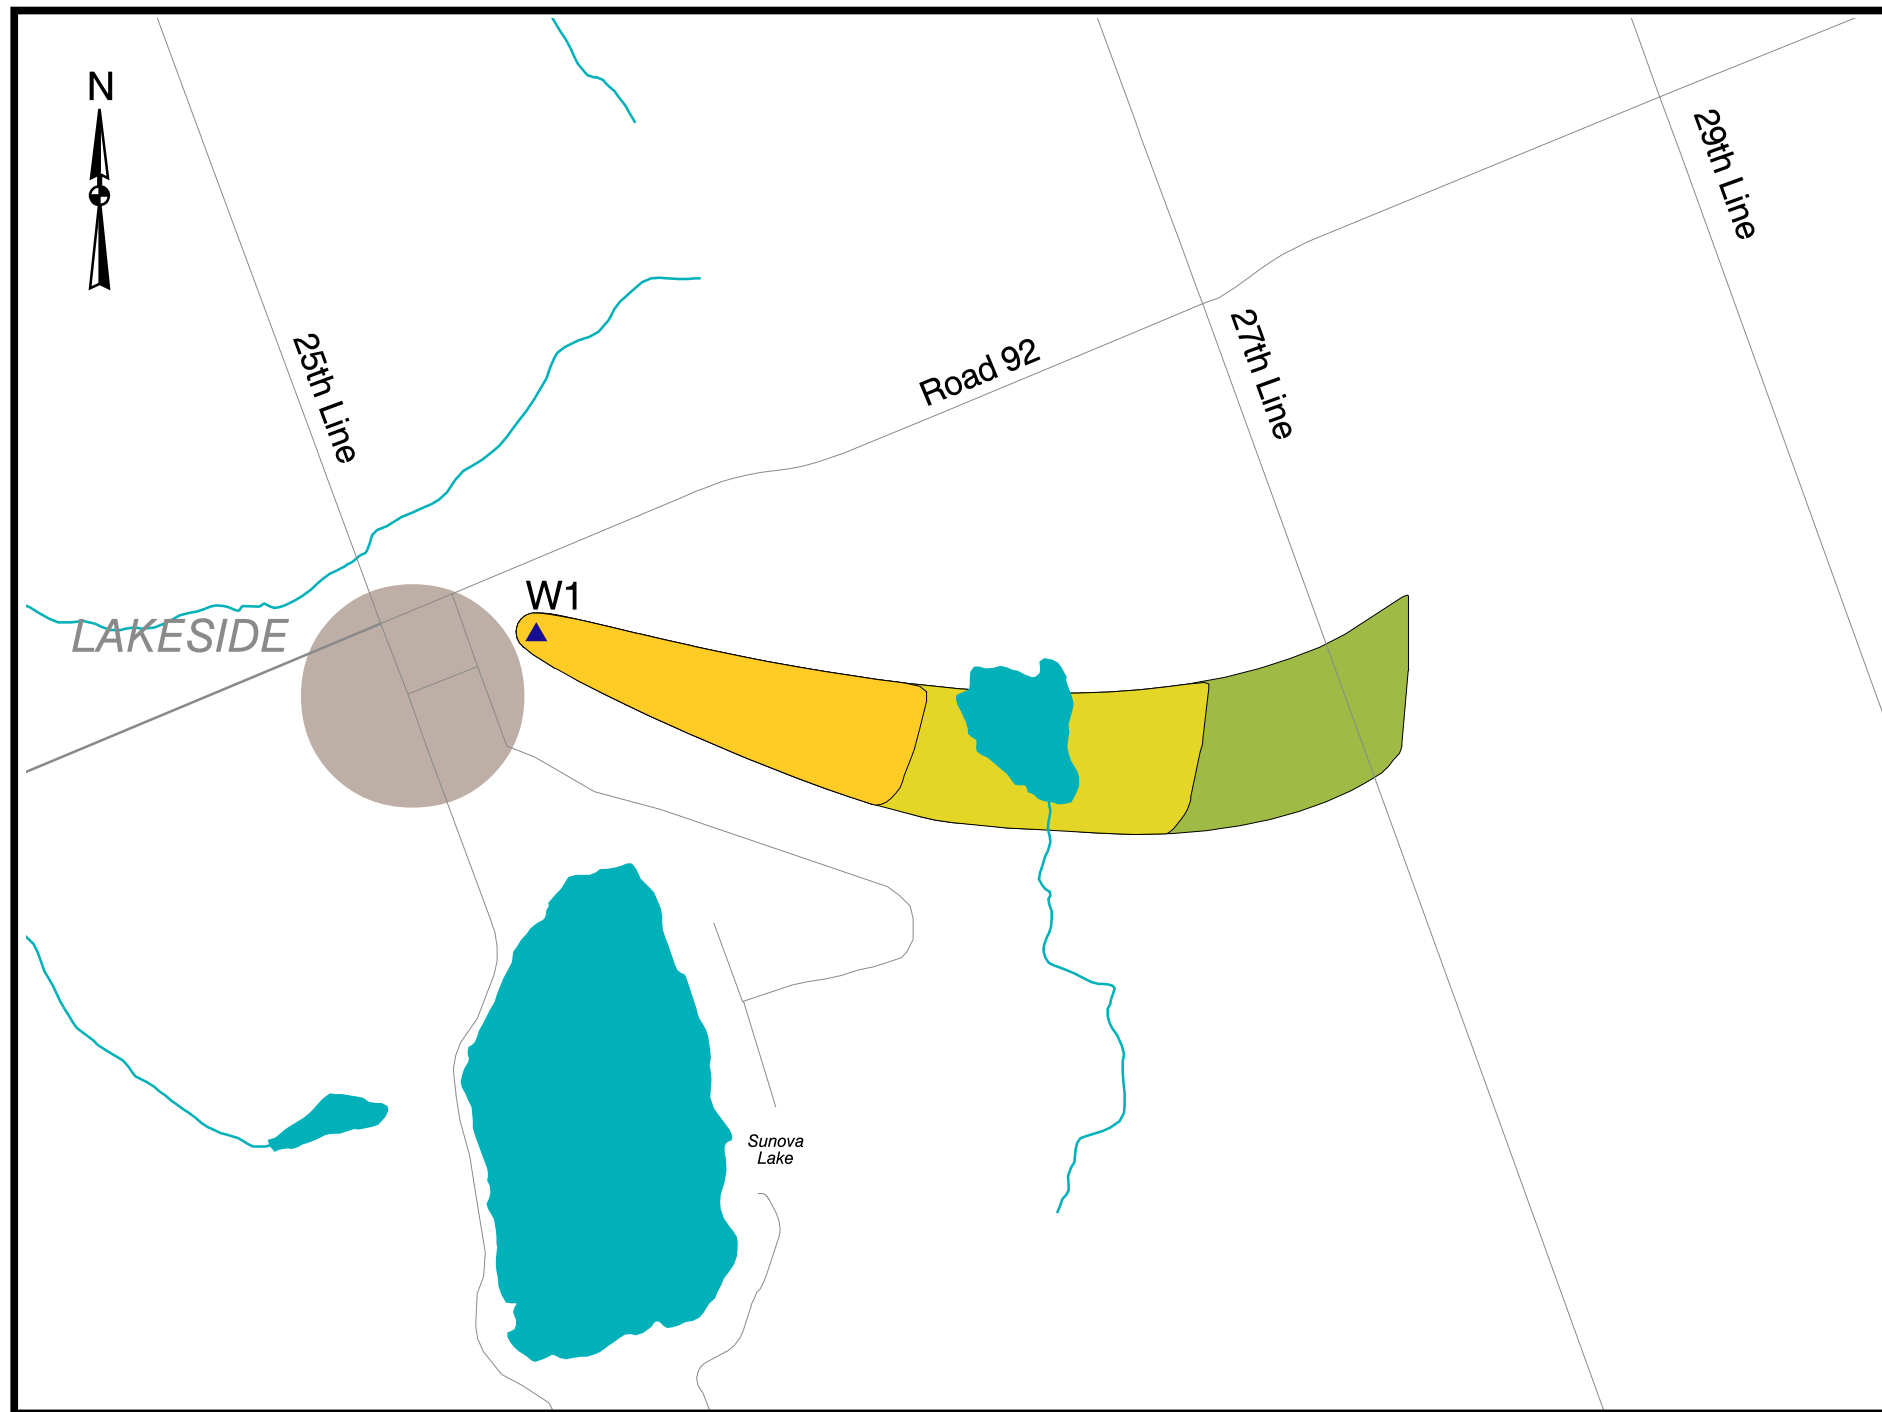 N
29th Line
25th Line
27th Line
Road 92
W1
LAKESIDE
Sunova
Lake